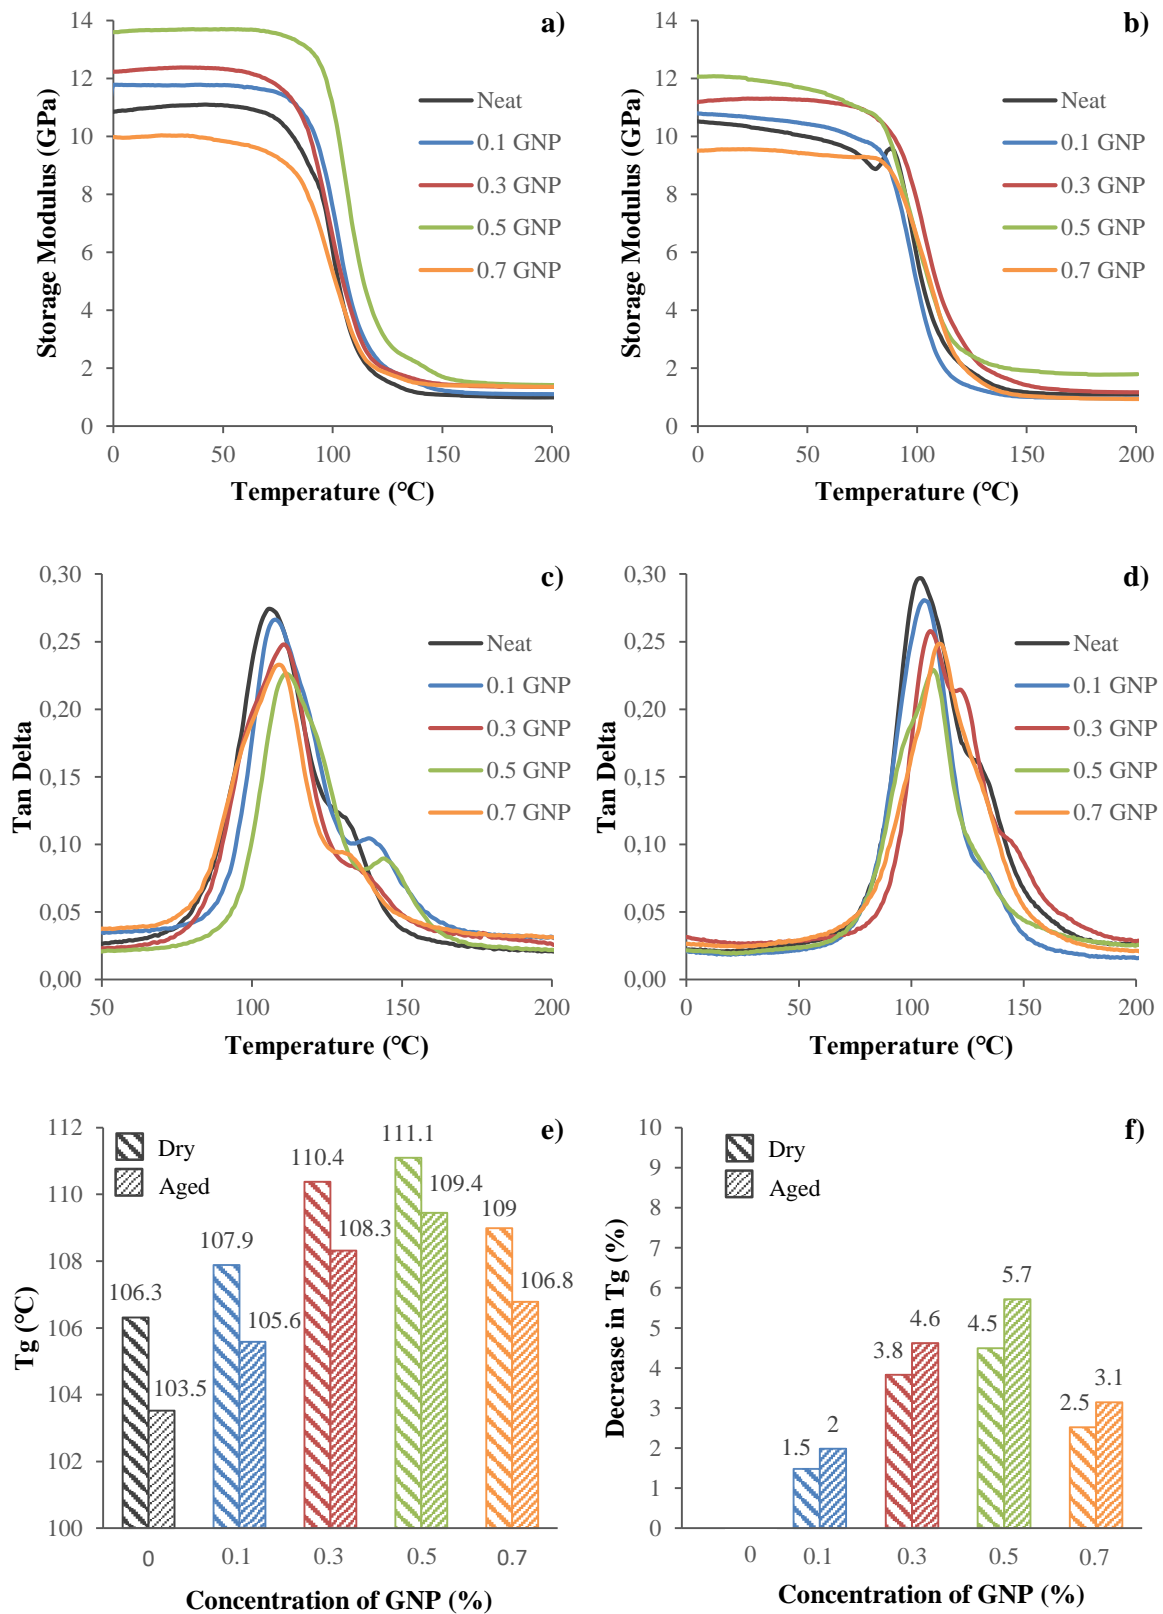 a)
14
12
10
8
6
4
2
0
Storage Modulus (GPa)
Neat
0.1 GNP
0.3 GNP
0.5 GNP
0.7 GNP
0 50 100 150 200
Temperature (°C)
b)
14
12
10
8
6
4
2
0
Storage Modulus (GPa)
Neat
0.1 GNP
0.3 GNP
0.5 GNP
0.7 GNP
0 50 100 150 200
Temperature (°C)
c)
0,30
0,25
0,20
0,15
0,10
0,05
0,00
Tan Delta
Neat
0.1 GNP
0.3 GNP
0.5 GNP
0.7 GNP
50 100 150 200
Temperature (°C)
d)
0,30
0,25
0,20
0,15
0,10
0,05
0,00
Tan Delta
Neat
0.1 GNP
0.3 GNP
0.5 GNP
0.7 GNP
0 50 100 150 200
Temperature (°C)
e)
112
110
108
106
104
102
100
Tg (°C)
Dry
Aged
106.3
103.5
107.9
105.6
110.4
108.3
111.1
109.4
109
106.8
0 0.1 0.3 0.5 0.7
Concentration of GNP (%)
f)
10
9
8
7
6
5
4
3
2
1
0
Decrease in Tg (%)
Dry
Aged
1.5
2
3.8
4.6
4.5
5.7
2.5
3.1
0 0.1 0.3 0.5 0.7
Concentration of GNP (%)